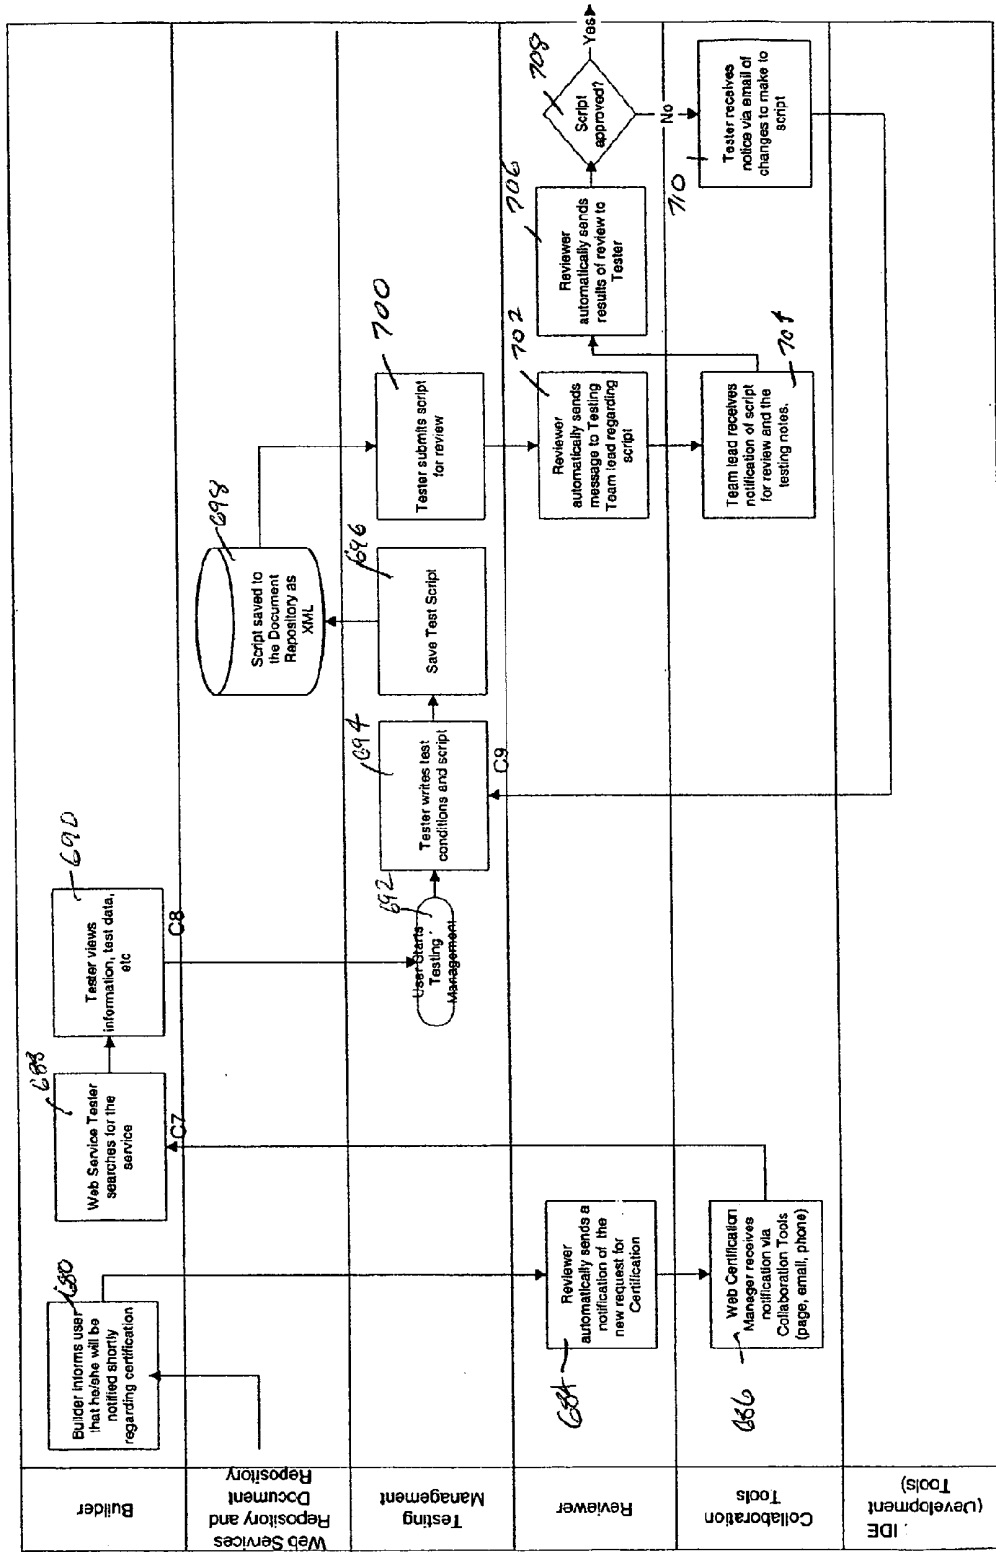 Builder
Web Services
Repository and
Document
Repository
Testing
Management
Reviewer
Collaboration
Tools
IDE
(Development
Tools)
680
Builder informs user
that he/she will be
notified shortly
regarding certification
684
Reviewer
automatically sends a
notification of the
new request for
Certification
686
Web Certification
Manager receives
notification via
Collaboration Tools
(page, email, phone)
C7
688
Web Service Tester
searches for the
service
690
Tester views
information, test data,
etc
C8
692
User Starts
Testing
Management
694
Tester writes test
conditions and script
C9
696
Save Test Script
698
Script saved to
the Document
Repository as
XML
700
Tester submits script
for review
702
Reviewer
automatically sends
message to Testing
Team lead regarding
script
704
Team lead receives
notification of script
for review and the
testing notes.
706
Reviewer
automatically sends
results of review to
Tester
708
Script
approved?
Yes
No
710
Tester receives
notice via email of
changes to make to
script